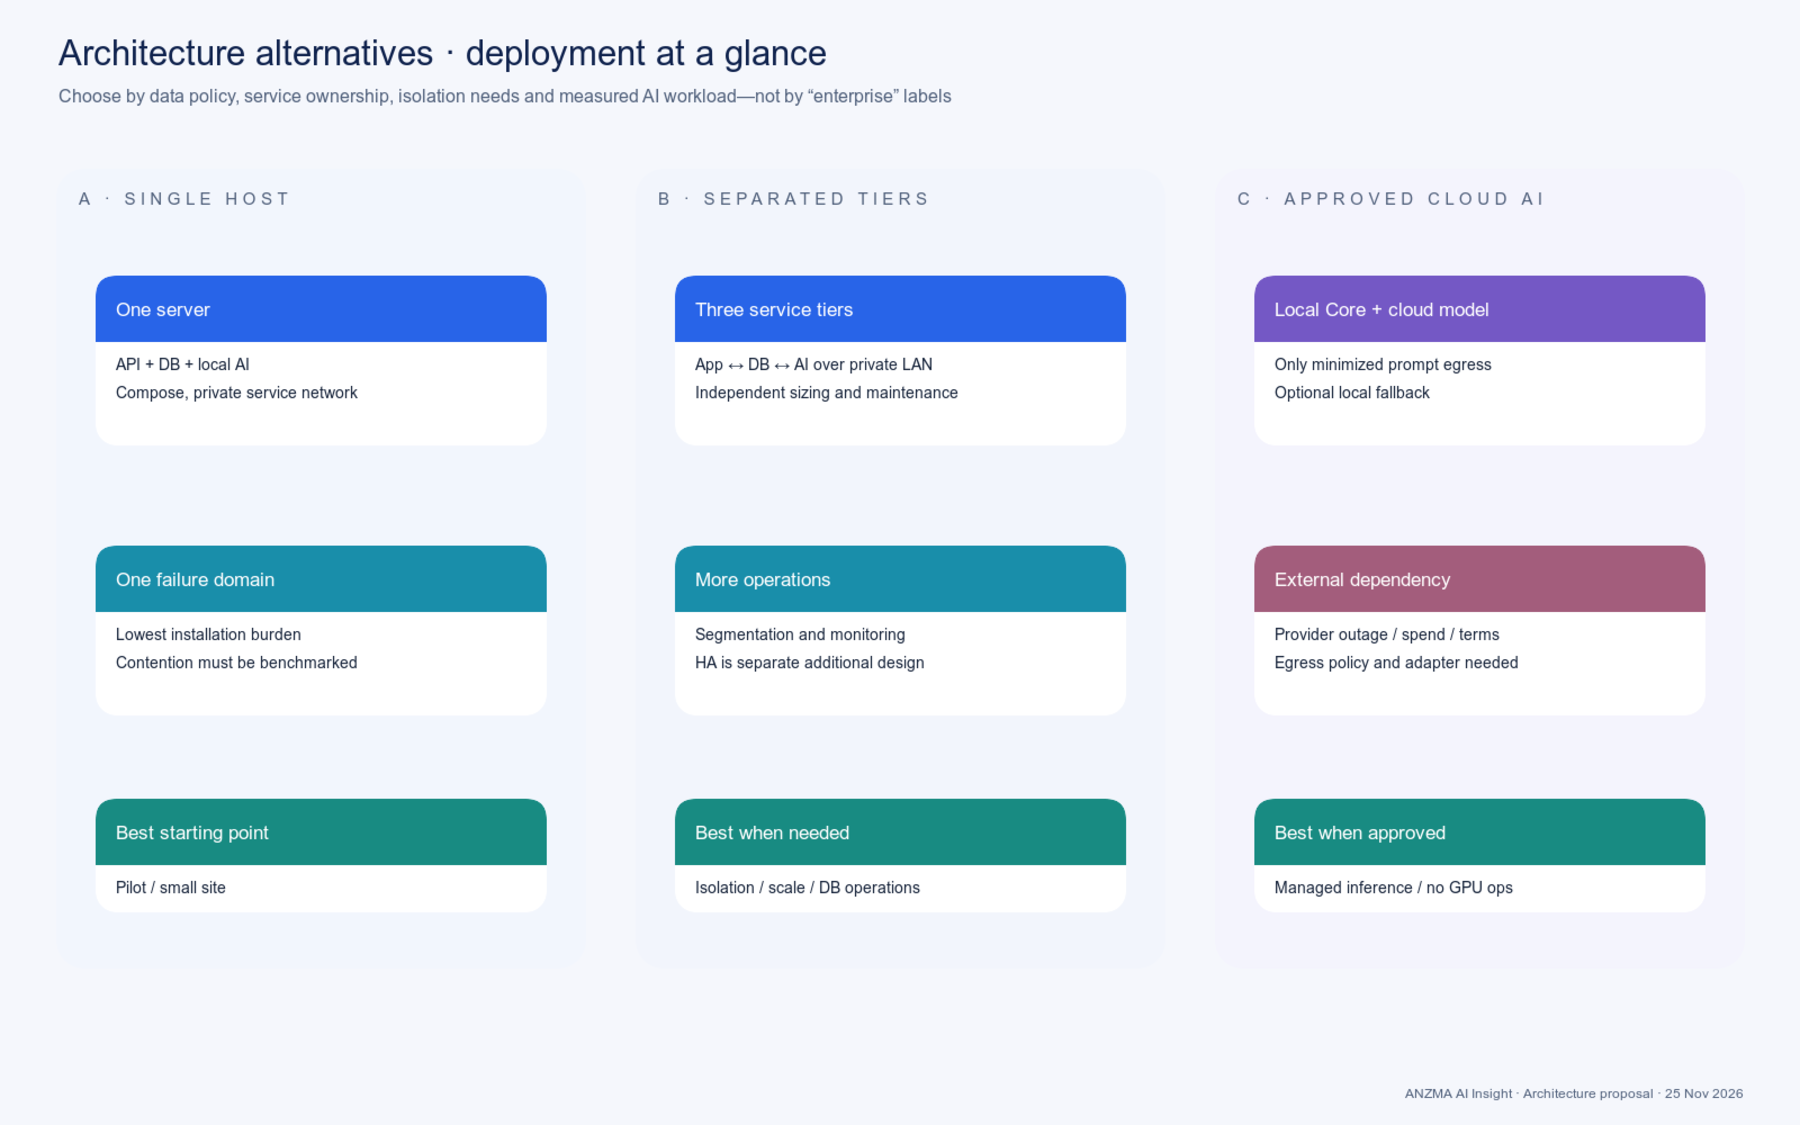 Architecture alternatives · deployment at a glance
Choose by data policy, service ownership, isolation needs and measured AI workload—not by “enterprise” labels
A · SINGLE HOST
One server
API + DB + local AI
Compose, private service network
One failure domain
Lowest installation burden
Contention must be benchmarked
Best starting point
Pilot / small site
B · SEPARATED TIERS
Three service tiers
App ↔ DB ↔ AI over private LAN
Independent sizing and maintenance
More operations
Segmentation and monitoring
HA is separate additional design
Best when needed
Isolation / scale / DB operations
C · APPROVED CLOUD AI
Local Core + cloud model
Only minimized prompt egress
Optional local fallback
External dependency
Provider outage / spend / terms
Egress policy and adapter needed
Best when approved
Managed inference / no GPU ops
ANZMA AI Insight · Architecture proposal · 25 Nov 2026